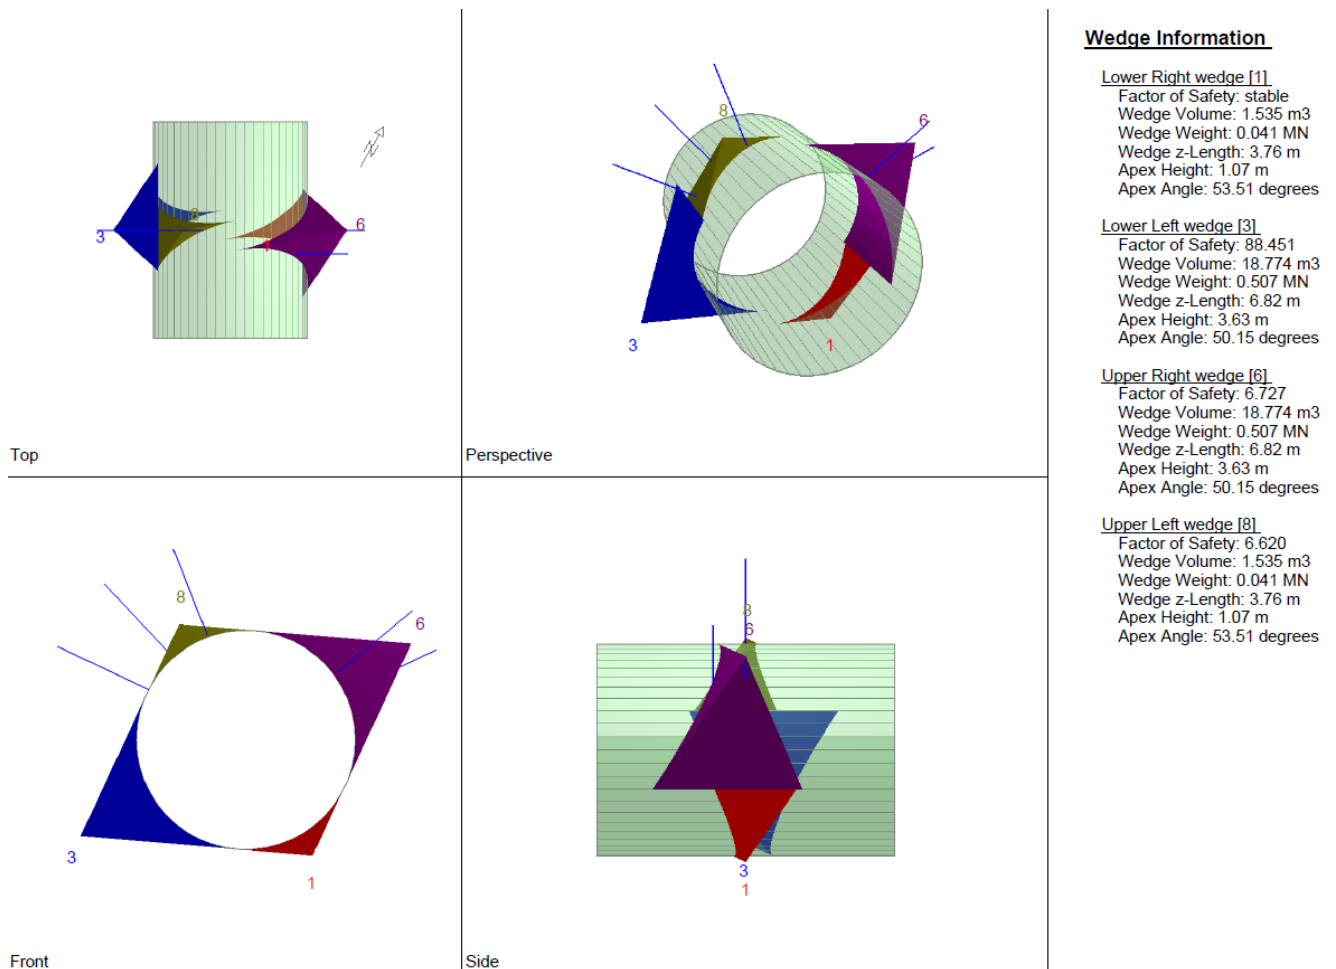 3
8
6
1
N
Top
8
6
3
1
Perspective
8
6
3
1
Front
8
6
3
1
Side
Wedge Information
Lower Right wedge [1]
Factor of Safety: stable
Wedge Volume: 1.535 m3
Wedge Weight: 0.041 MN
Wedge z-Length: 3.76 m
Apex Height: 1.07 m
Apex Angle: 53.51 degrees
Lower Left wedge [3]
Factor of Safety: 88.451
Wedge Volume: 18.774 m3
Wedge Weight: 0.507 MN
Wedge z-Length: 6.82 m
Apex Height: 3.63 m
Apex Angle: 50.15 degrees
Upper Right wedge [6]
Factor of Safety: 6.727
Wedge Volume: 18.774 m3
Wedge Weight: 0.507 MN
Wedge z-Length: 6.82 m
Apex Height: 3.63 m
Apex Angle: 50.15 degrees
Upper Left wedge [8]
Factor of Safety: 6.620
Wedge Volume: 1.535 m3
Wedge Weight: 0.041 MN
Wedge z-Length: 3.76 m
Apex Height: 1.07 m
Apex Angle: 53.51 degrees